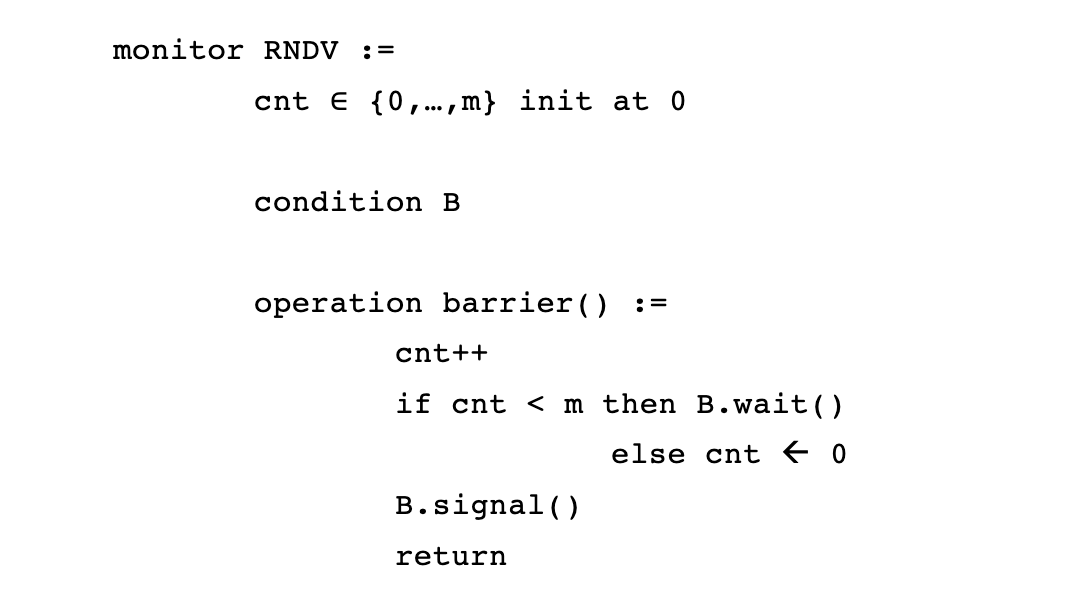 monitor RNDV :=
cnt ∈ {0,…,m} init at 0
condition B
operation barrier() :=
cnt++
if cnt < m then B.wait()
else cnt ← 0
B.signal()
return